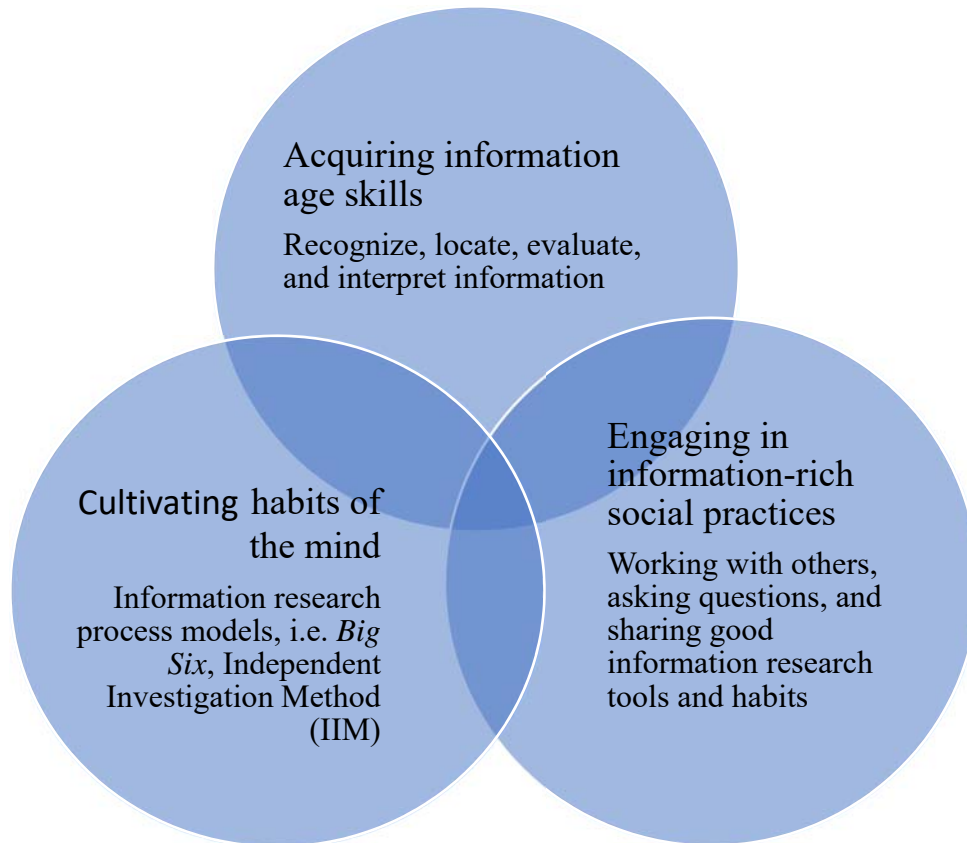 Acquiring information
age skills
Recognize, locate, evaluate,
and interpret information
Cultivating habits of
the mind
Information research
process models, i.e. Big
Six, Independent
Investigation Method
(IIM)
Engaging in
information-rich
social practices
Working with others,
asking questions, and
sharing good
information research
tools and habits